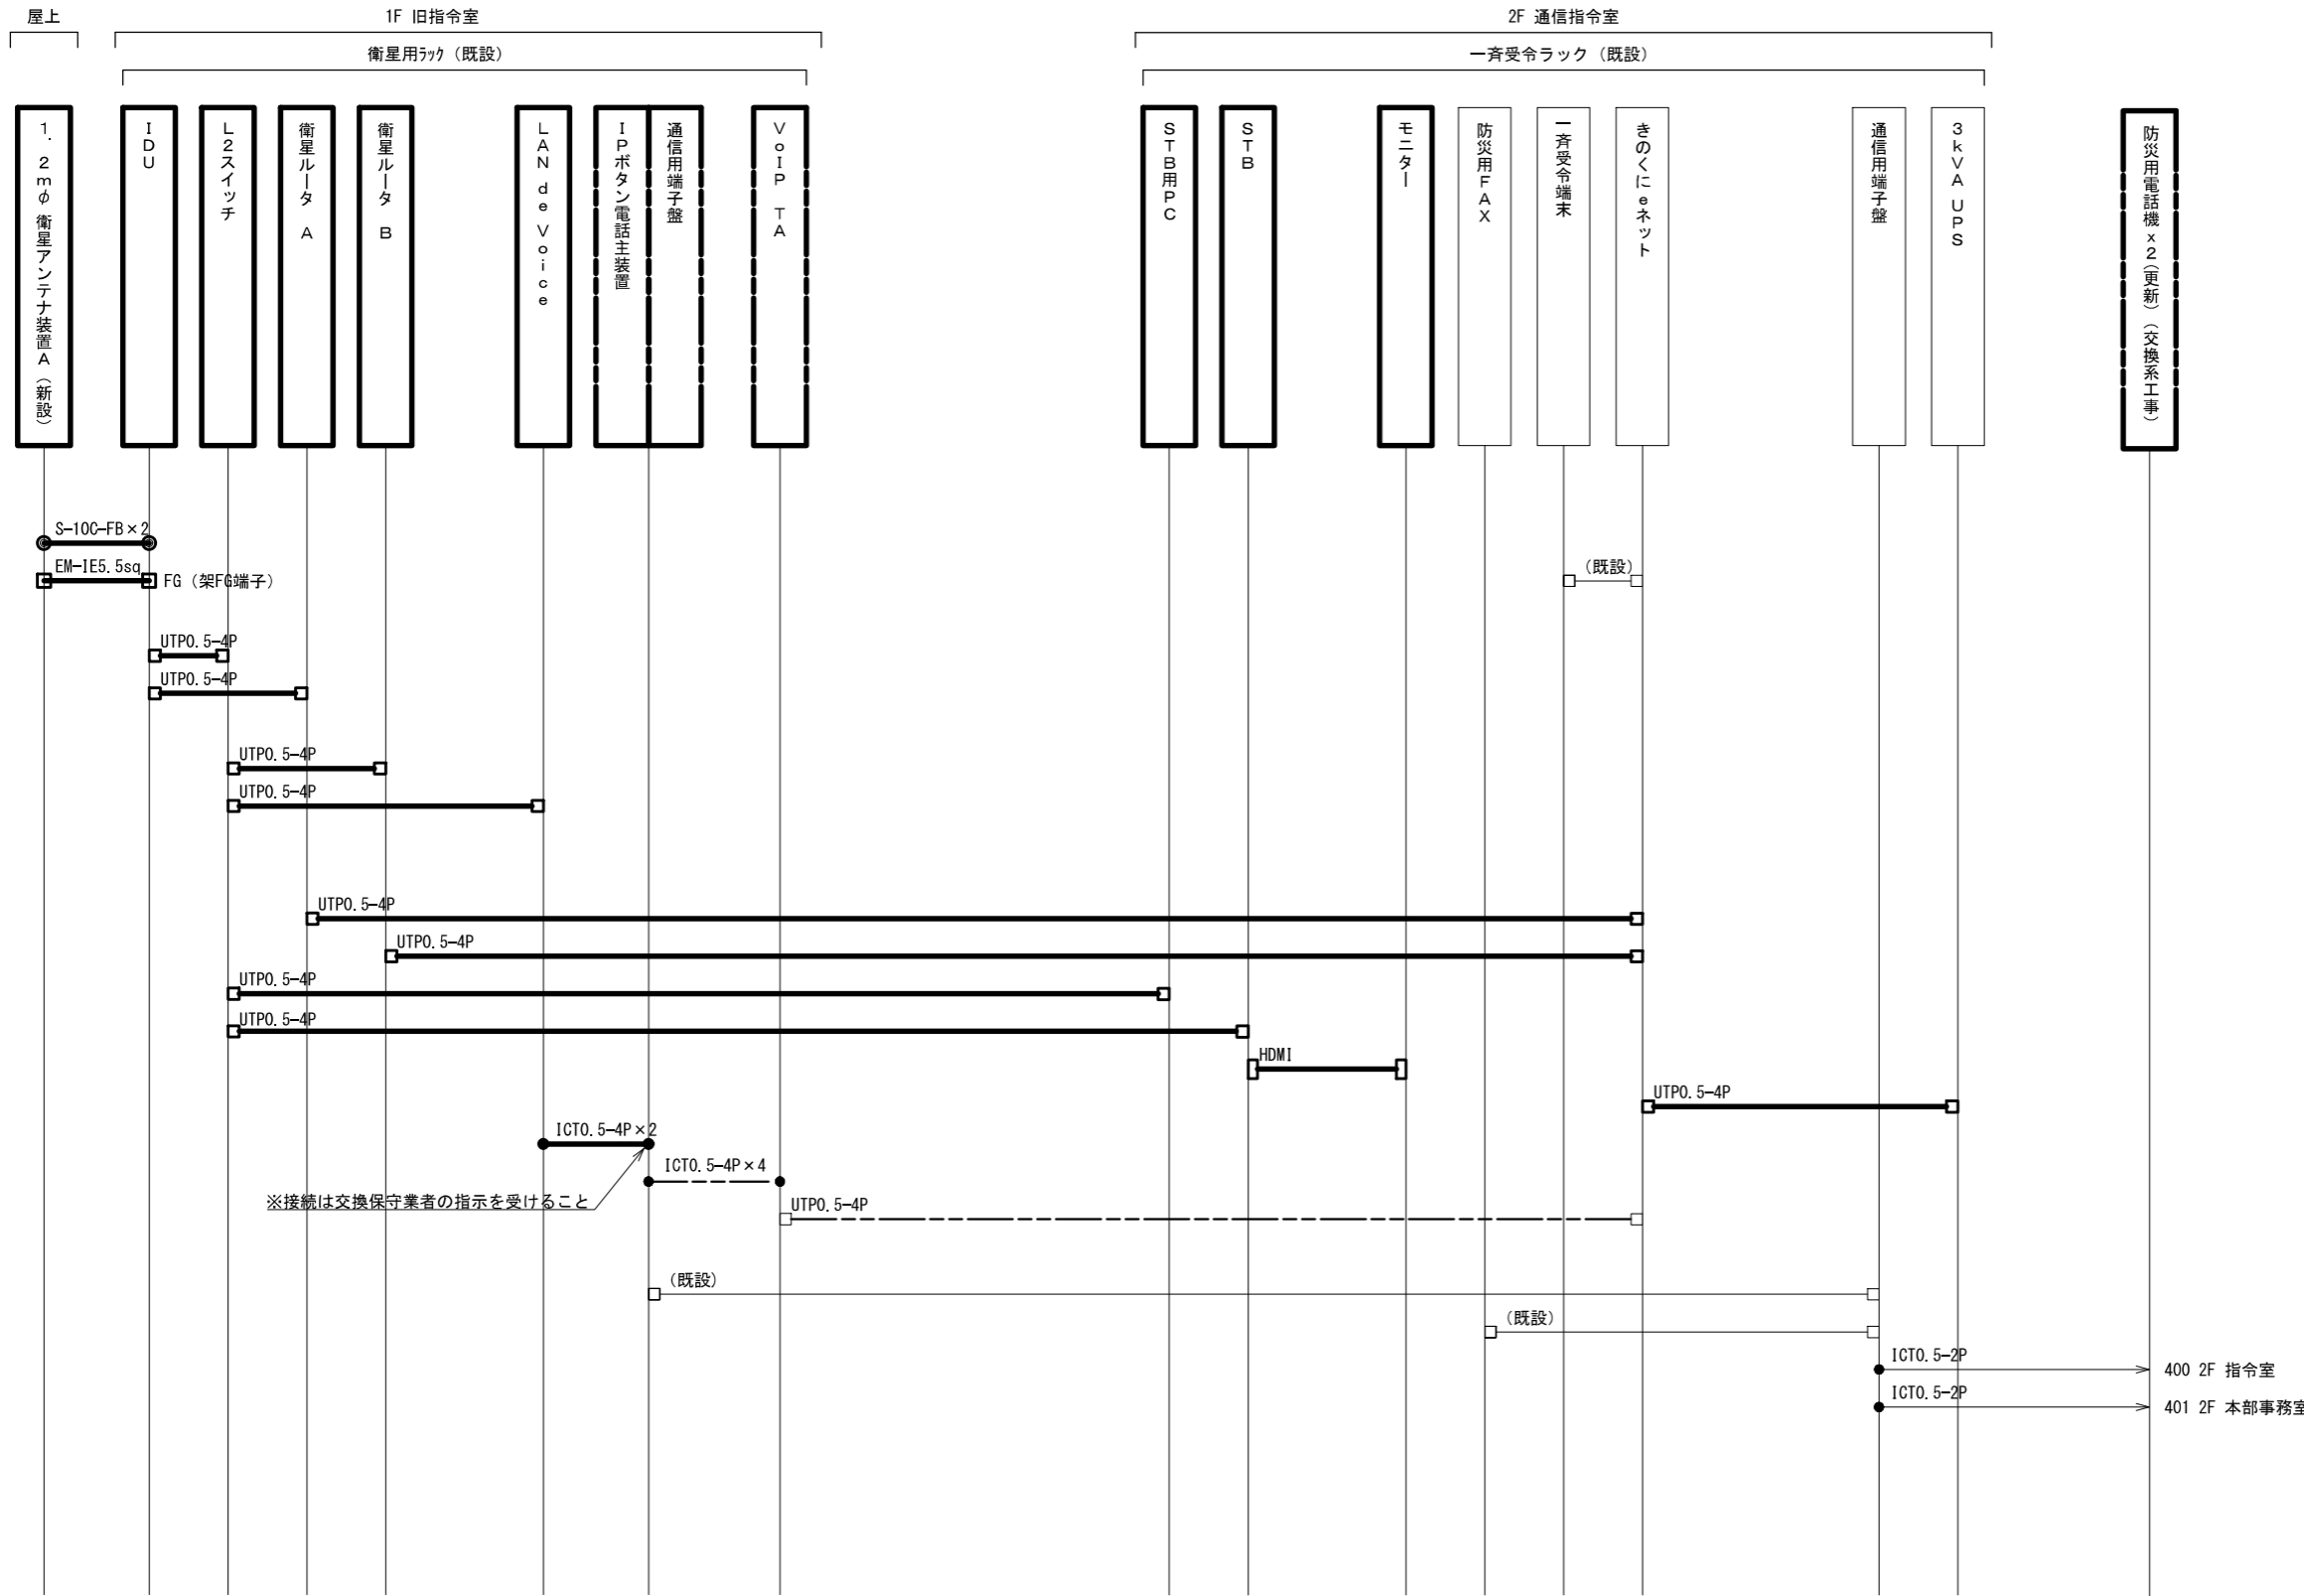 屋上
1F 旧指令室
2F 通信指令室
衛星用ﾗｯｸ（既設）
一斉受令ラック（既設）
１．２ｍφ 衛星アンテナ装置Ａ（新設）
ＩＤＵ
Ｌ２スイッチ
衛星ルータ　Ａ
衛星ルータ　Ｂ
ＬＡＮ ｄｅ Ｖｏｉｃｅ
ＩＰボタン電話主装置
通信用端子盤
ＶｏＩＰ　ＴＡ
ＳＴＢ用ＰＣ
ＳＴＢ
モニター
防災用ＦＡＸ
一斉受令端末
きのくにｅネット
通信用端子盤
３ｋＶＡ ＵＰＳ
防災用電話機ｘ２（更新）（交換系工事）
S-10C-FB×2
EM-IE5.5sq
FG（架FG端子）
（既設）
UTP0.5-4P
UTP0.5-4P
UTP0.5-4P
UTP0.5-4P
UTP0.5-4P
UTP0.5-4P
UTP0.5-4P
UTP0.5-4P
HDMI
UTP0.5-4P
ICT0.5-4P×2
ICT0.5-4P×4
※接続は交換保守業者の指示を受けること
UTP0.5-4P
（既設）
（既設）
ICT0.5-2P
400 2F 指令室
ICT0.5-2P
401 2F 本部事務室